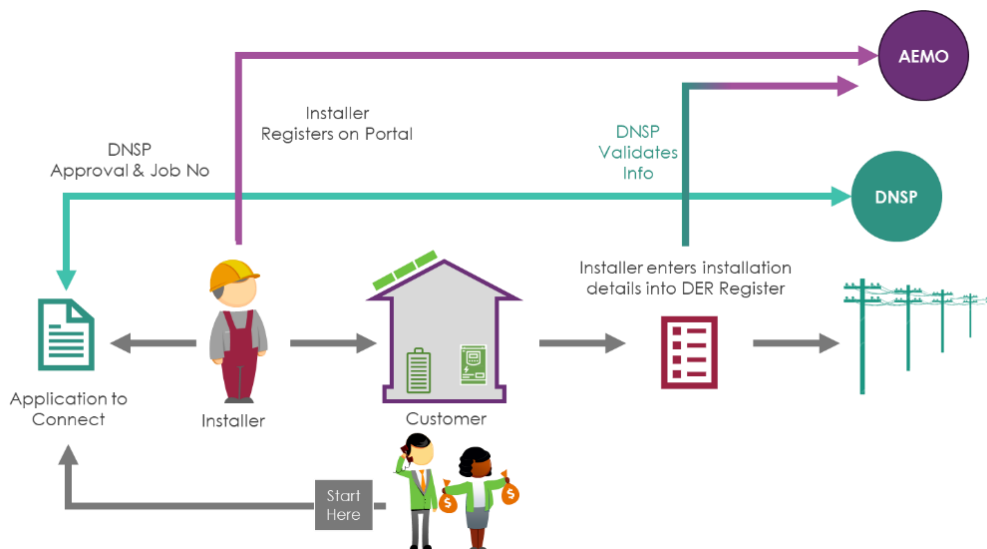 AEMO
Installer
Registers on Portal
DNSP
Approval & Job No
DNSP
Validates
Info
DNSP
Installer enters installation
details into DER Register
Application to
Connect
Installer
Customer
Start
Here
$
$